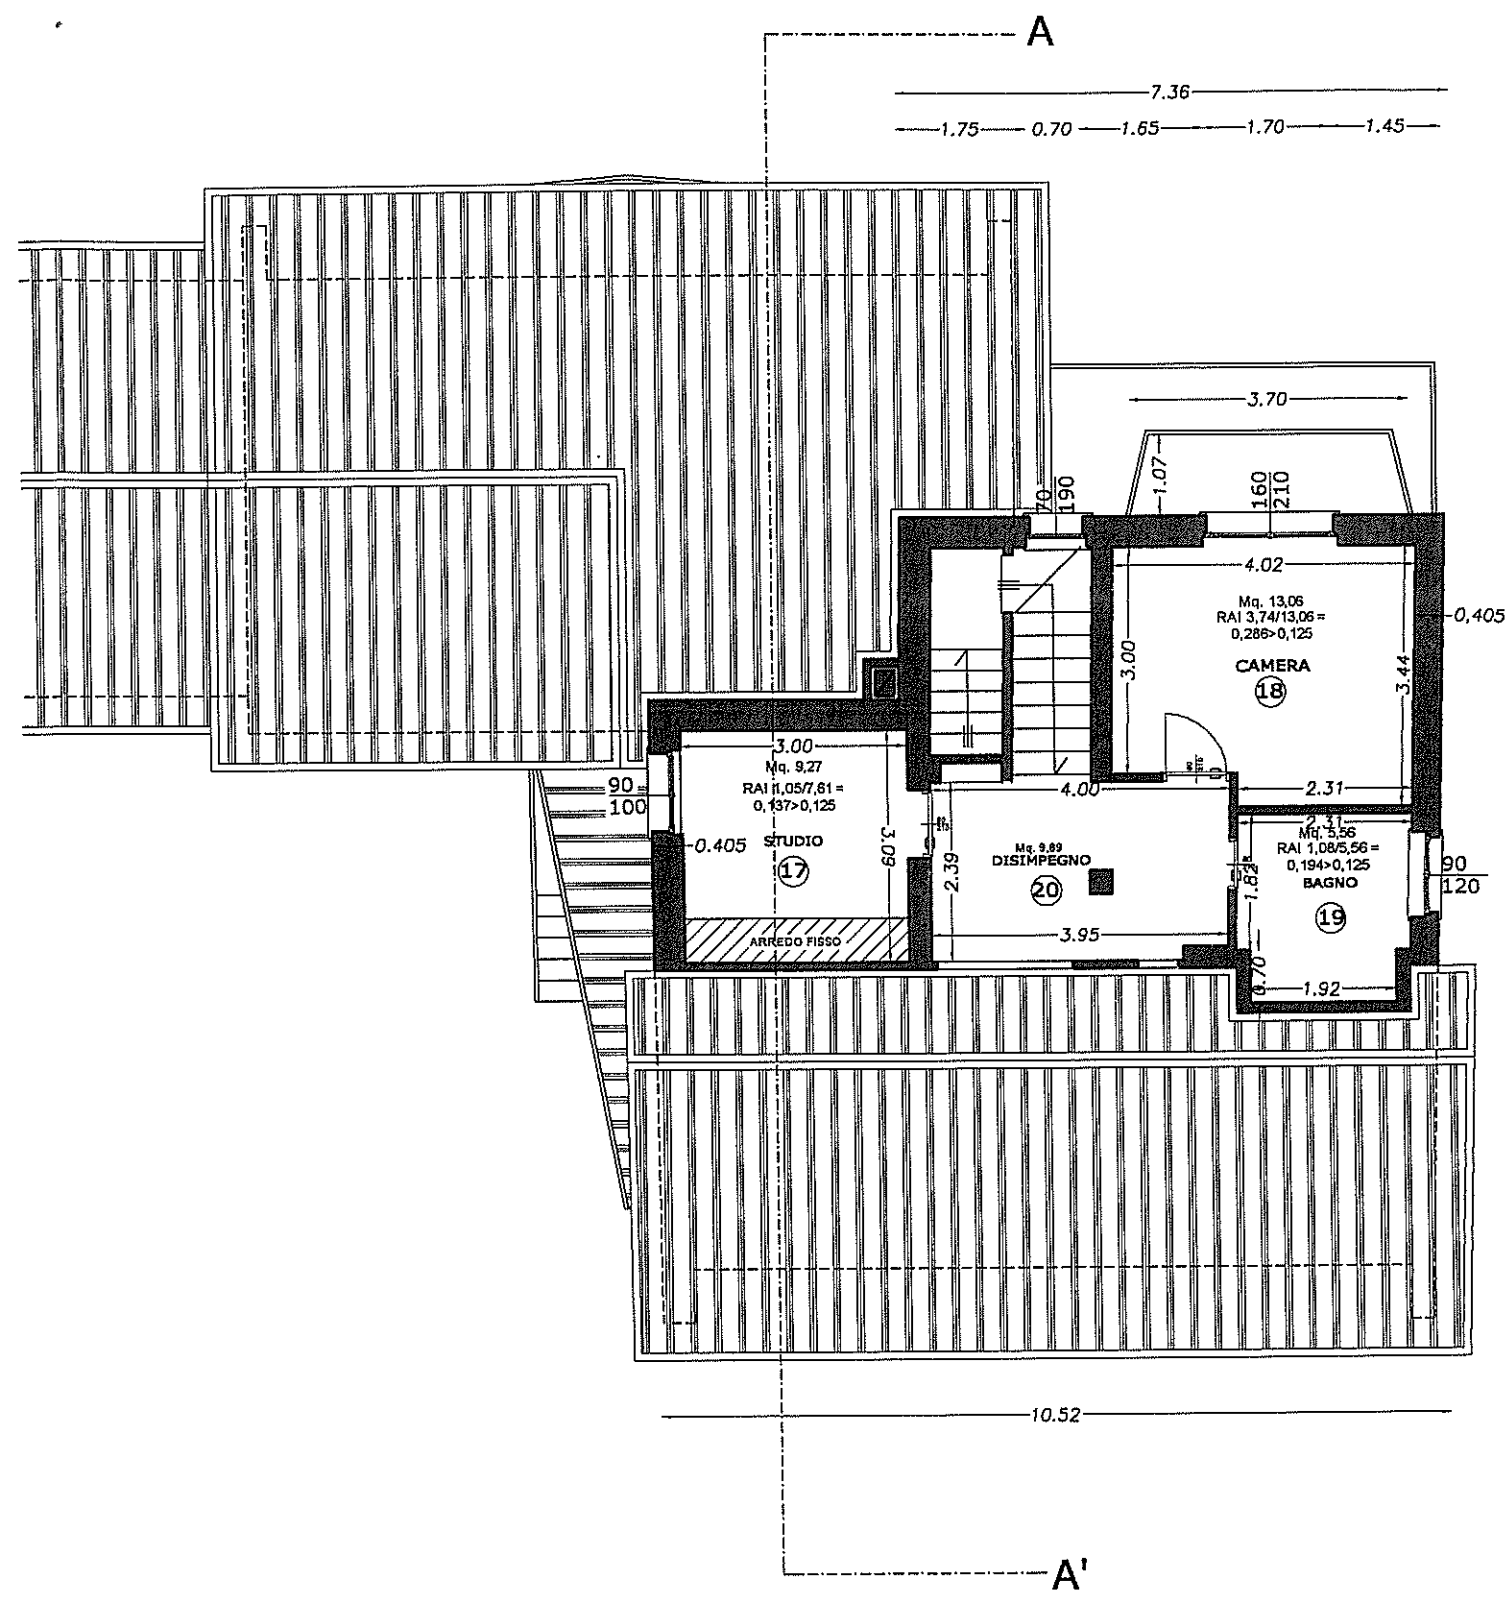 A
7.36
1.75 0.70 1.65 1.70 1.45
3.70
1.07
70
190
160
210
4.02
Mq. 13,06
RAI 3,74/13,06 =
0,286>0,125
0,405
3.00
CAMERA
18
3.44
3.00
Mq. 9,27
RAI 1,05/7,61 =
0,137>0,125
90
100
0.405
STUDIO
17
3.09
ARREDO FISSO
4.00
2.39
Mq. 9,89
DISIMPEGNO
20
3.95
2.31
2.31
Mq. 5,56
RAI 1,08/5,56 =
0,194>0,125
BAGNO
19
1.82
90
120
0.70
1.92
10.52
A'